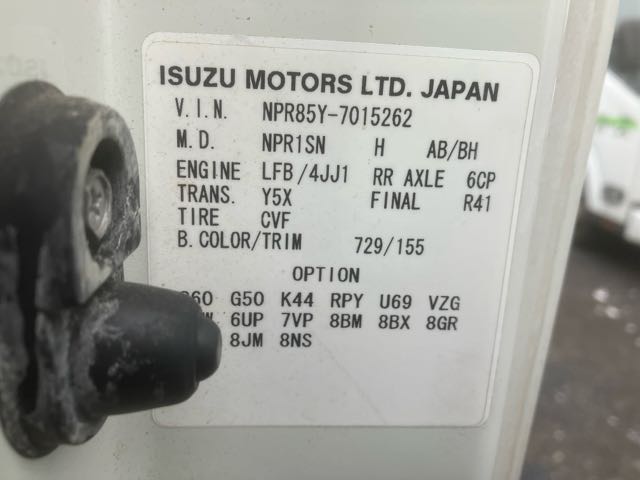 ISUZU MOTORS LTD. JAPAN
V.I.N. NPR85Y-7015262
M.D. NPR1SN H AB/BH
ENGINE LFB/4JJ1 RR AXLE 6CP
TRANS. Y5X FINAL R41
TIRE CVF
B.COLOR/TRIM 729/155
OPTION
G50 K44 RPY U69 VZG
6UP 7VP 8BM 8BX 8GR
8JM 8NS